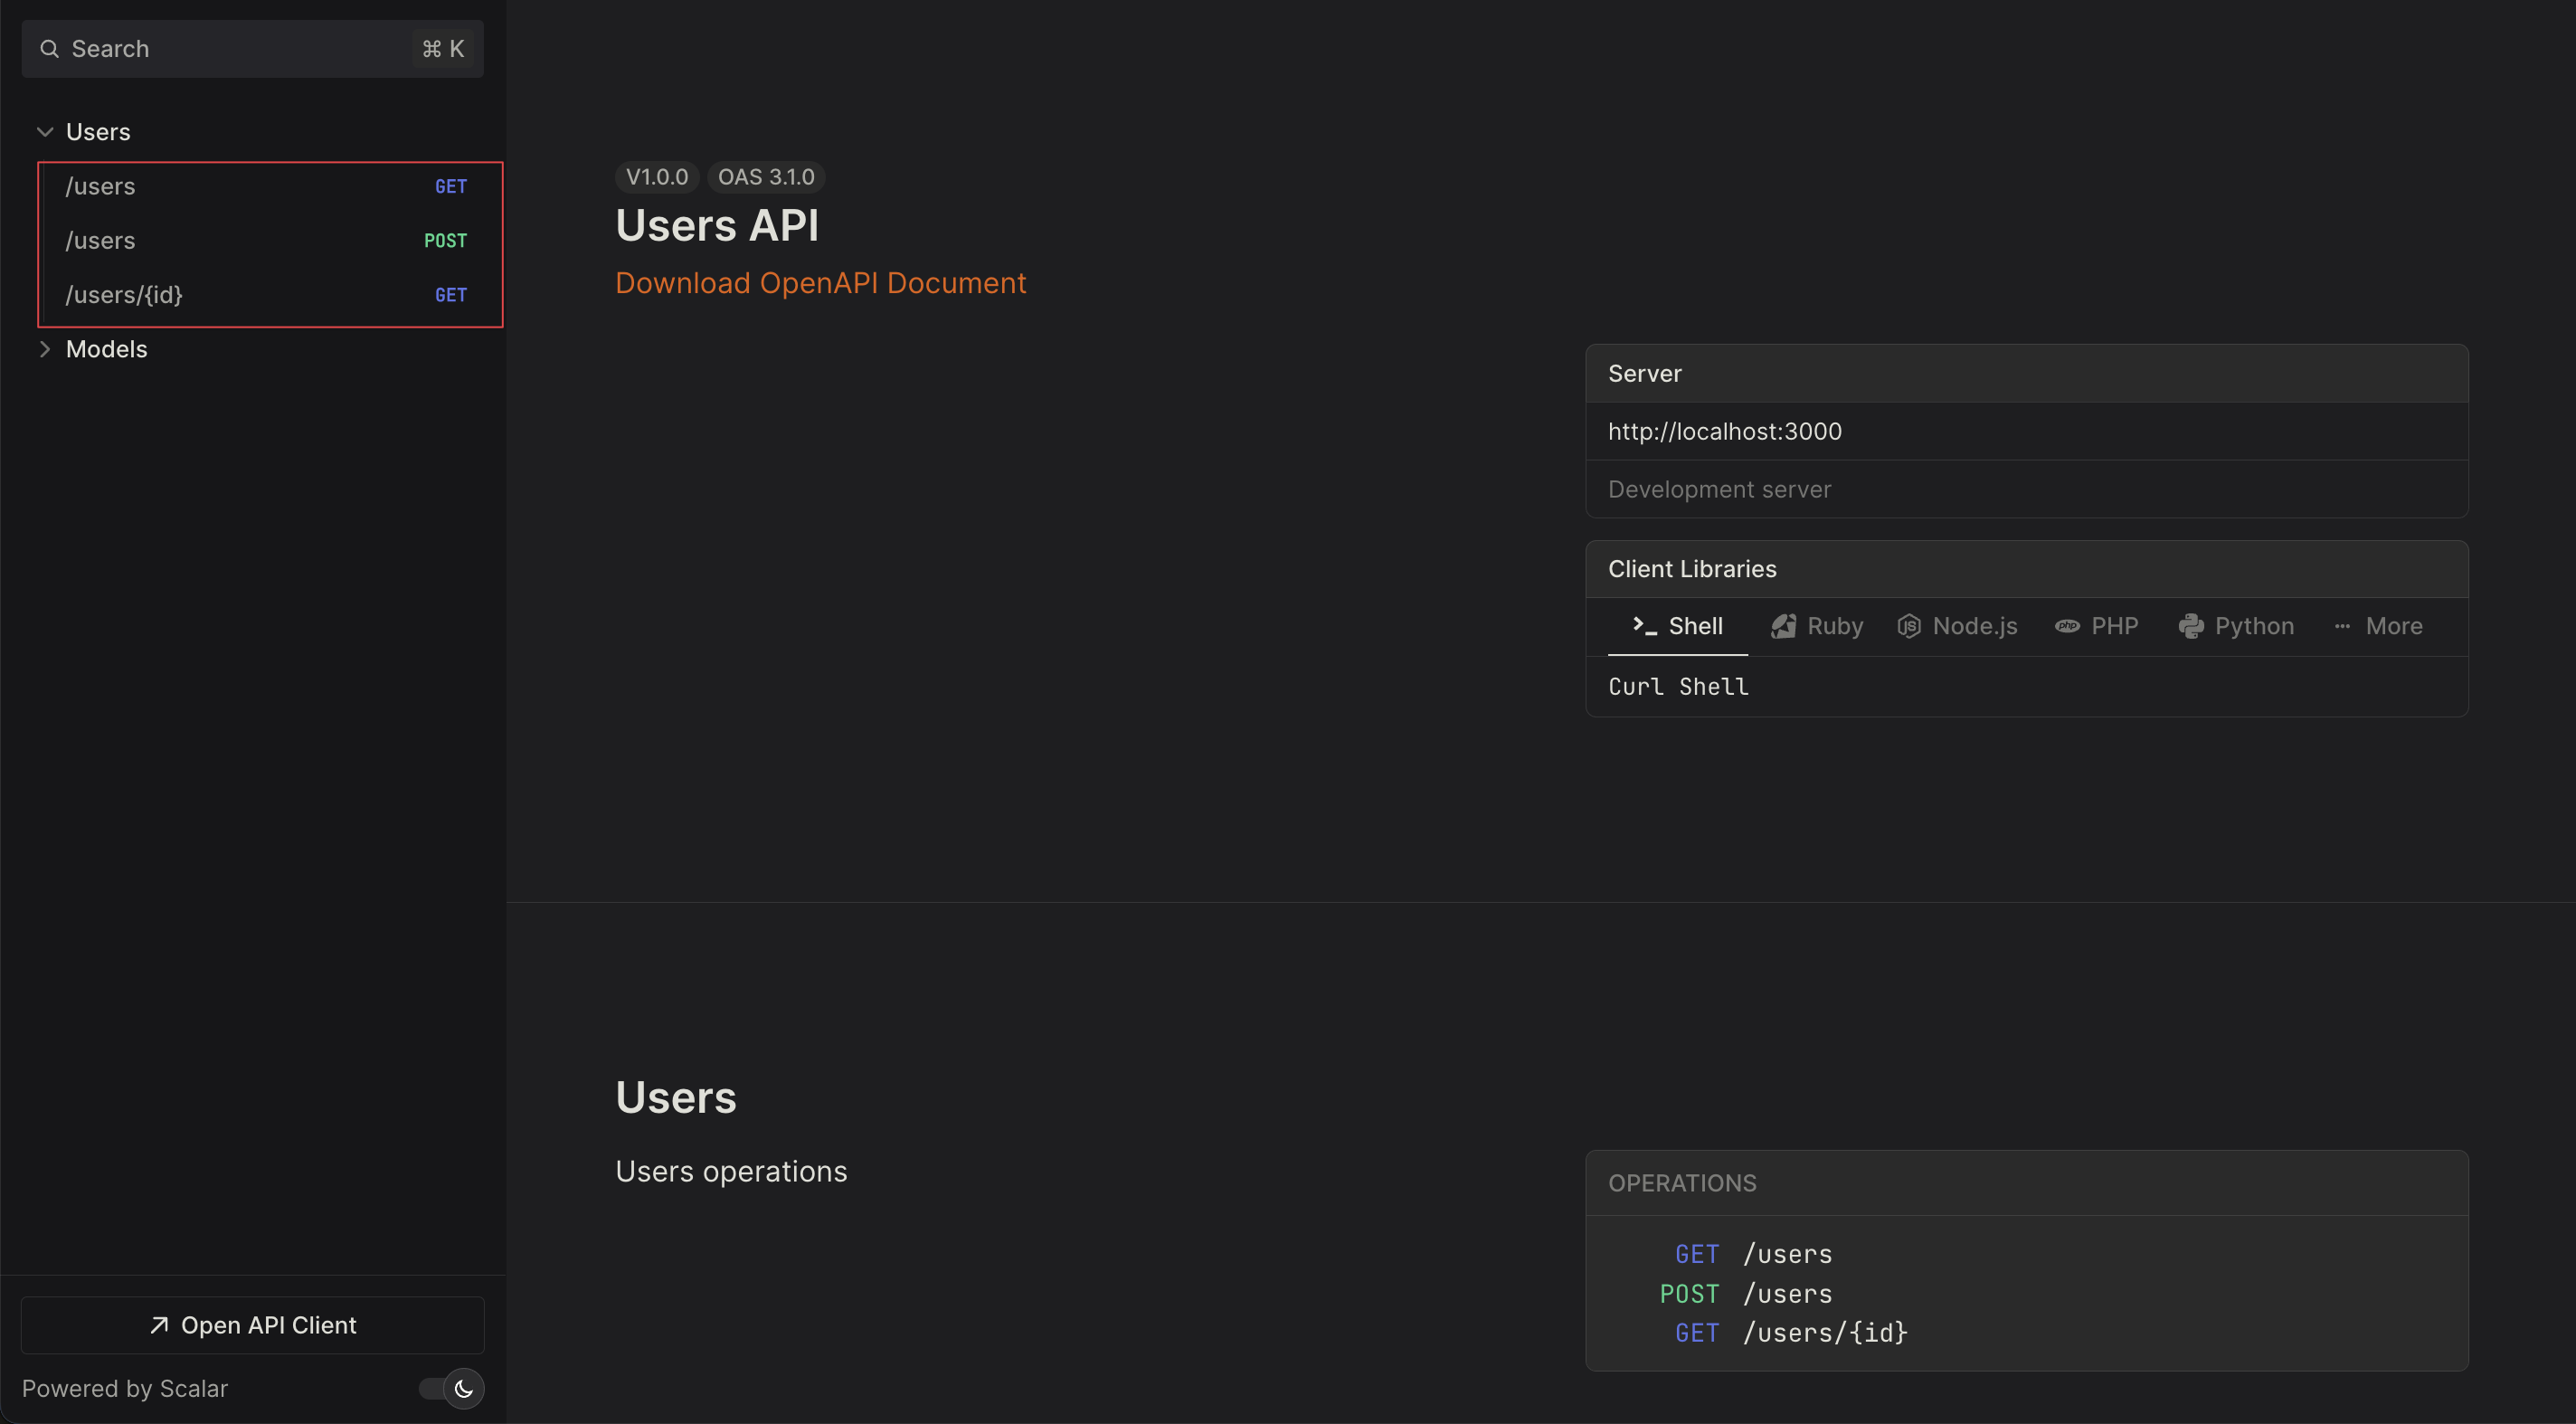 Search ⌘ K
Users
/users GET
/users POST
/users/{id} GET
Models
Open API Client
Powered by Scalar
V1.0.0 OAS 3.1.0
Users API
Download OpenAPI Document
Server
http://localhost:3000
Development server
Client Libraries
Shell Ruby Node.js PHP Python ··· More
Curl Shell
Users
Users operations
OPERATIONS
GET /users
POST /users
GET /users/{id}